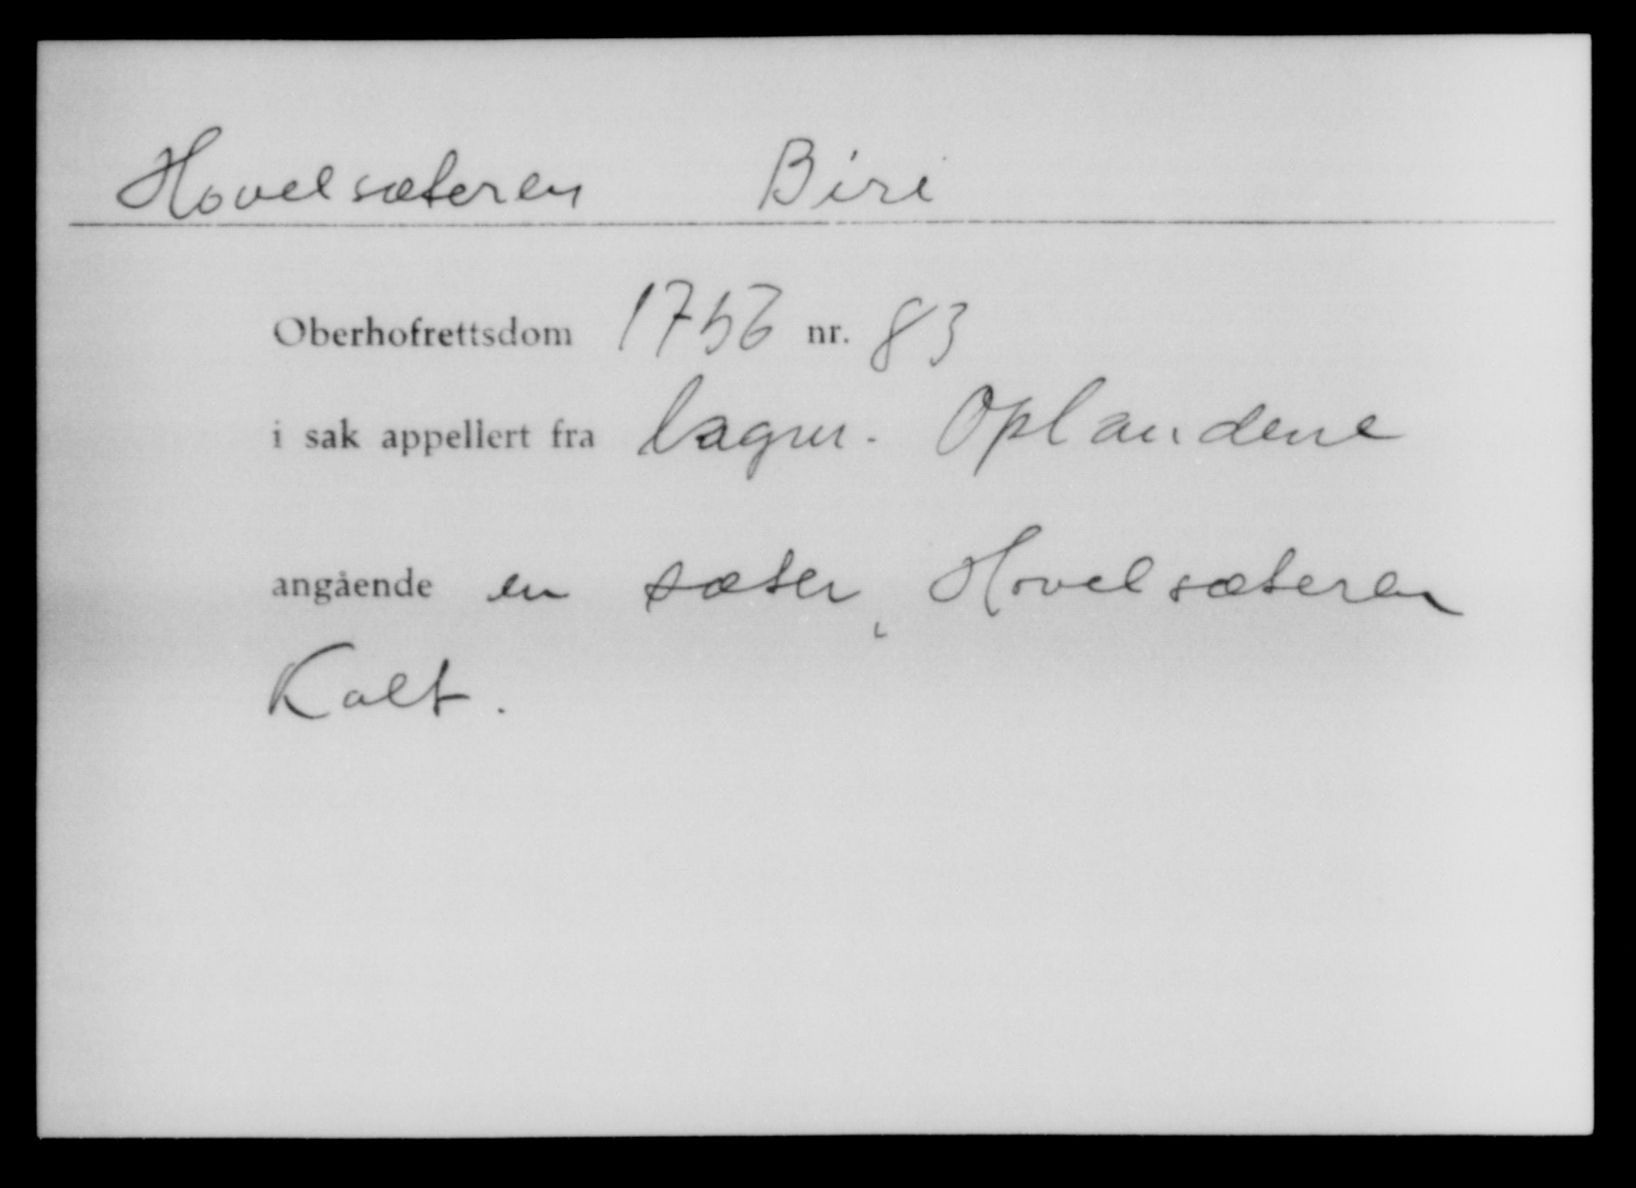 Hovelsæteren Biri
Oberhofrettsdom 1756 nr. 83
i sak appellert fra lagm. Oplandene
angående en sæter, Hovelsæteren
Kalt.